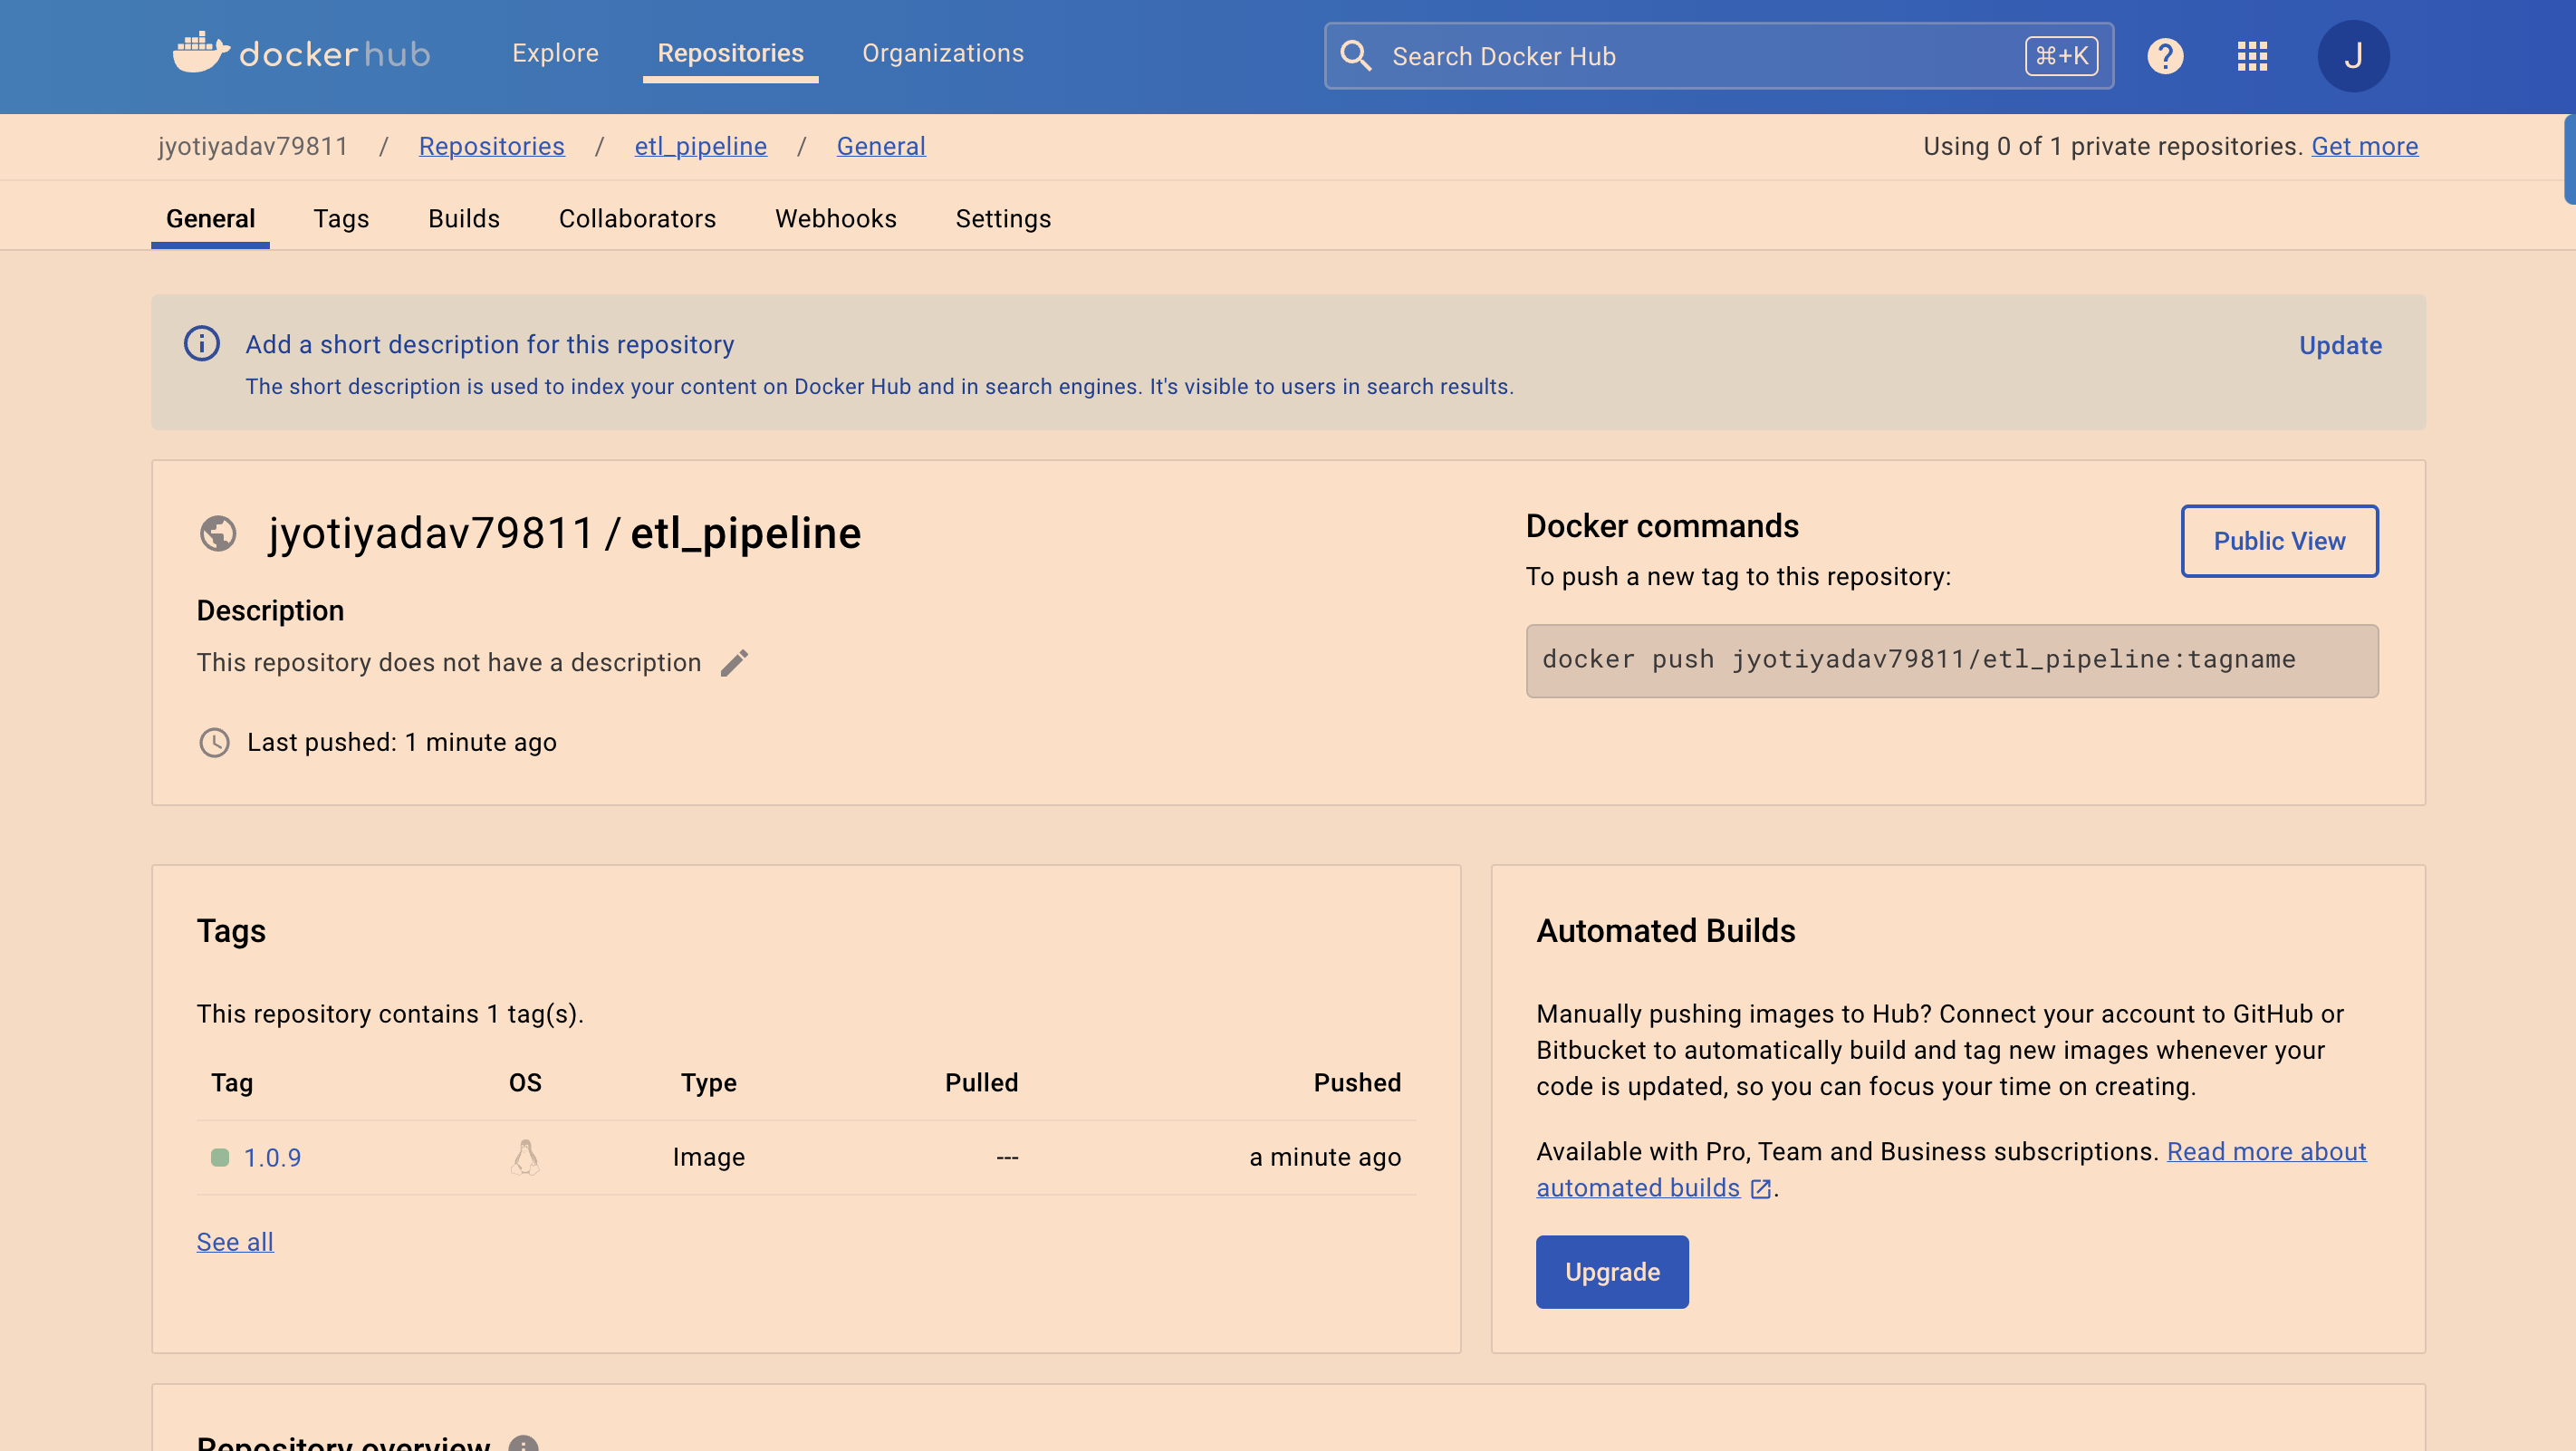 docker hub
Explore
Repositories
Organizations
Search Docker Hub
⌘+K
?
J
jyotiyadav79811 / Repositories / etl_pipeline / General
Using 0 of 1 private repositories. Get more
General
Tags
Builds
Collaborators
Webhooks
Settings
Add a short description for this repository
Update
The short description is used to index your content on Docker Hub and in search engines. It's visible to users in search results.
jyotiyadav79811 / etl_pipeline
Description
This repository does not have a description
Last pushed: 1 minute ago
Docker commands
Public View
To push a new tag to this repository:
docker push jyotiyadav79811/etl_pipeline:tagname
Tags
This repository contains 1 tag(s).
Tag OS Type Pulled Pushed
1.0.9 Image --- a minute ago
See all
Automated Builds
Manually pushing images to Hub? Connect your account to GitHub or
Bitbucket to automatically build and tag new images whenever your
code is updated, so you can focus your time on creating.
Available with Pro, Team and Business subscriptions. Read more about
automated builds .
Upgrade
Repository overview